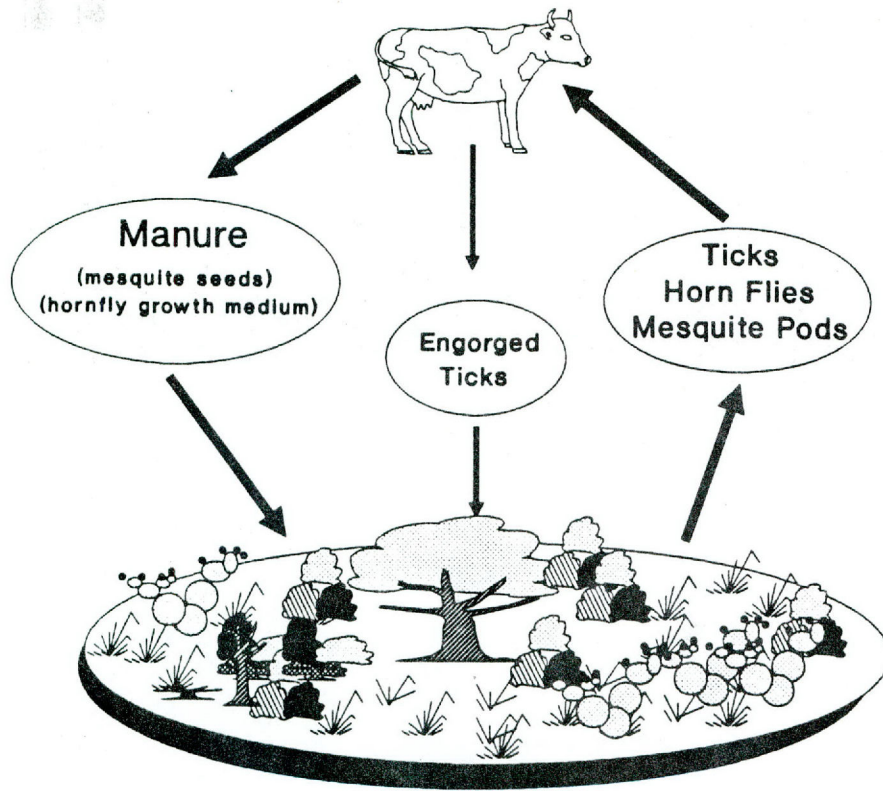 Manure
(mesquite seeds)
(hornfly growth medium)
Engorged
Ticks
Ticks
Horn Flies
Mesquite Pods